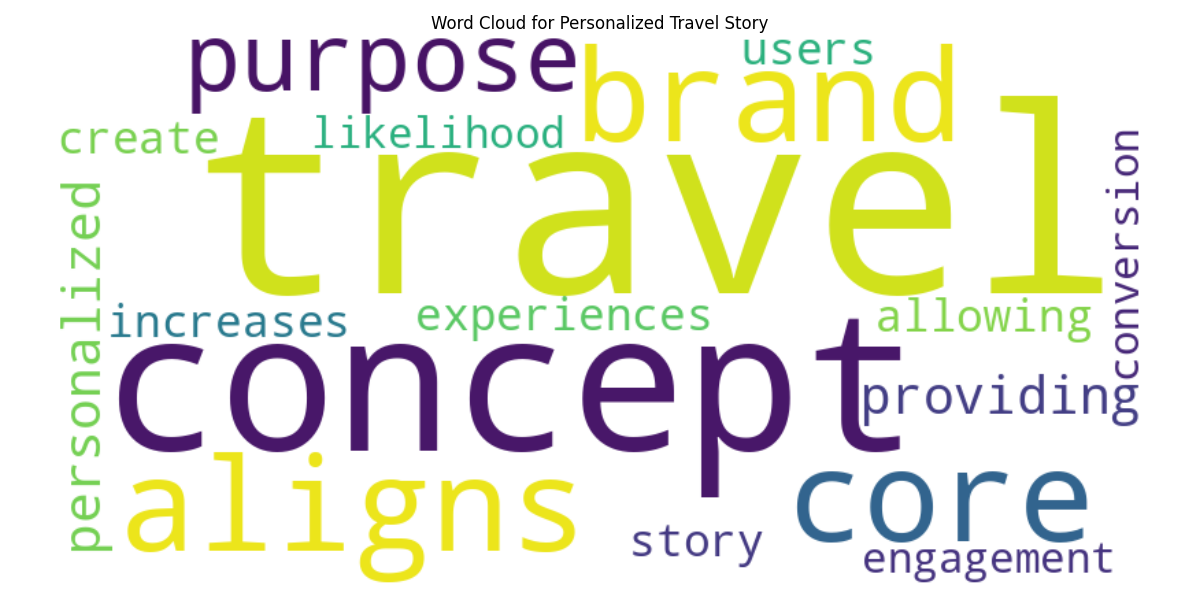 Word Cloud for Personalized Travel Story
purpose
users
brand
create
likelihood
travel
conversion
personalized
increases
experiences
allowing
concept
providing
aligns
core
story
engagement